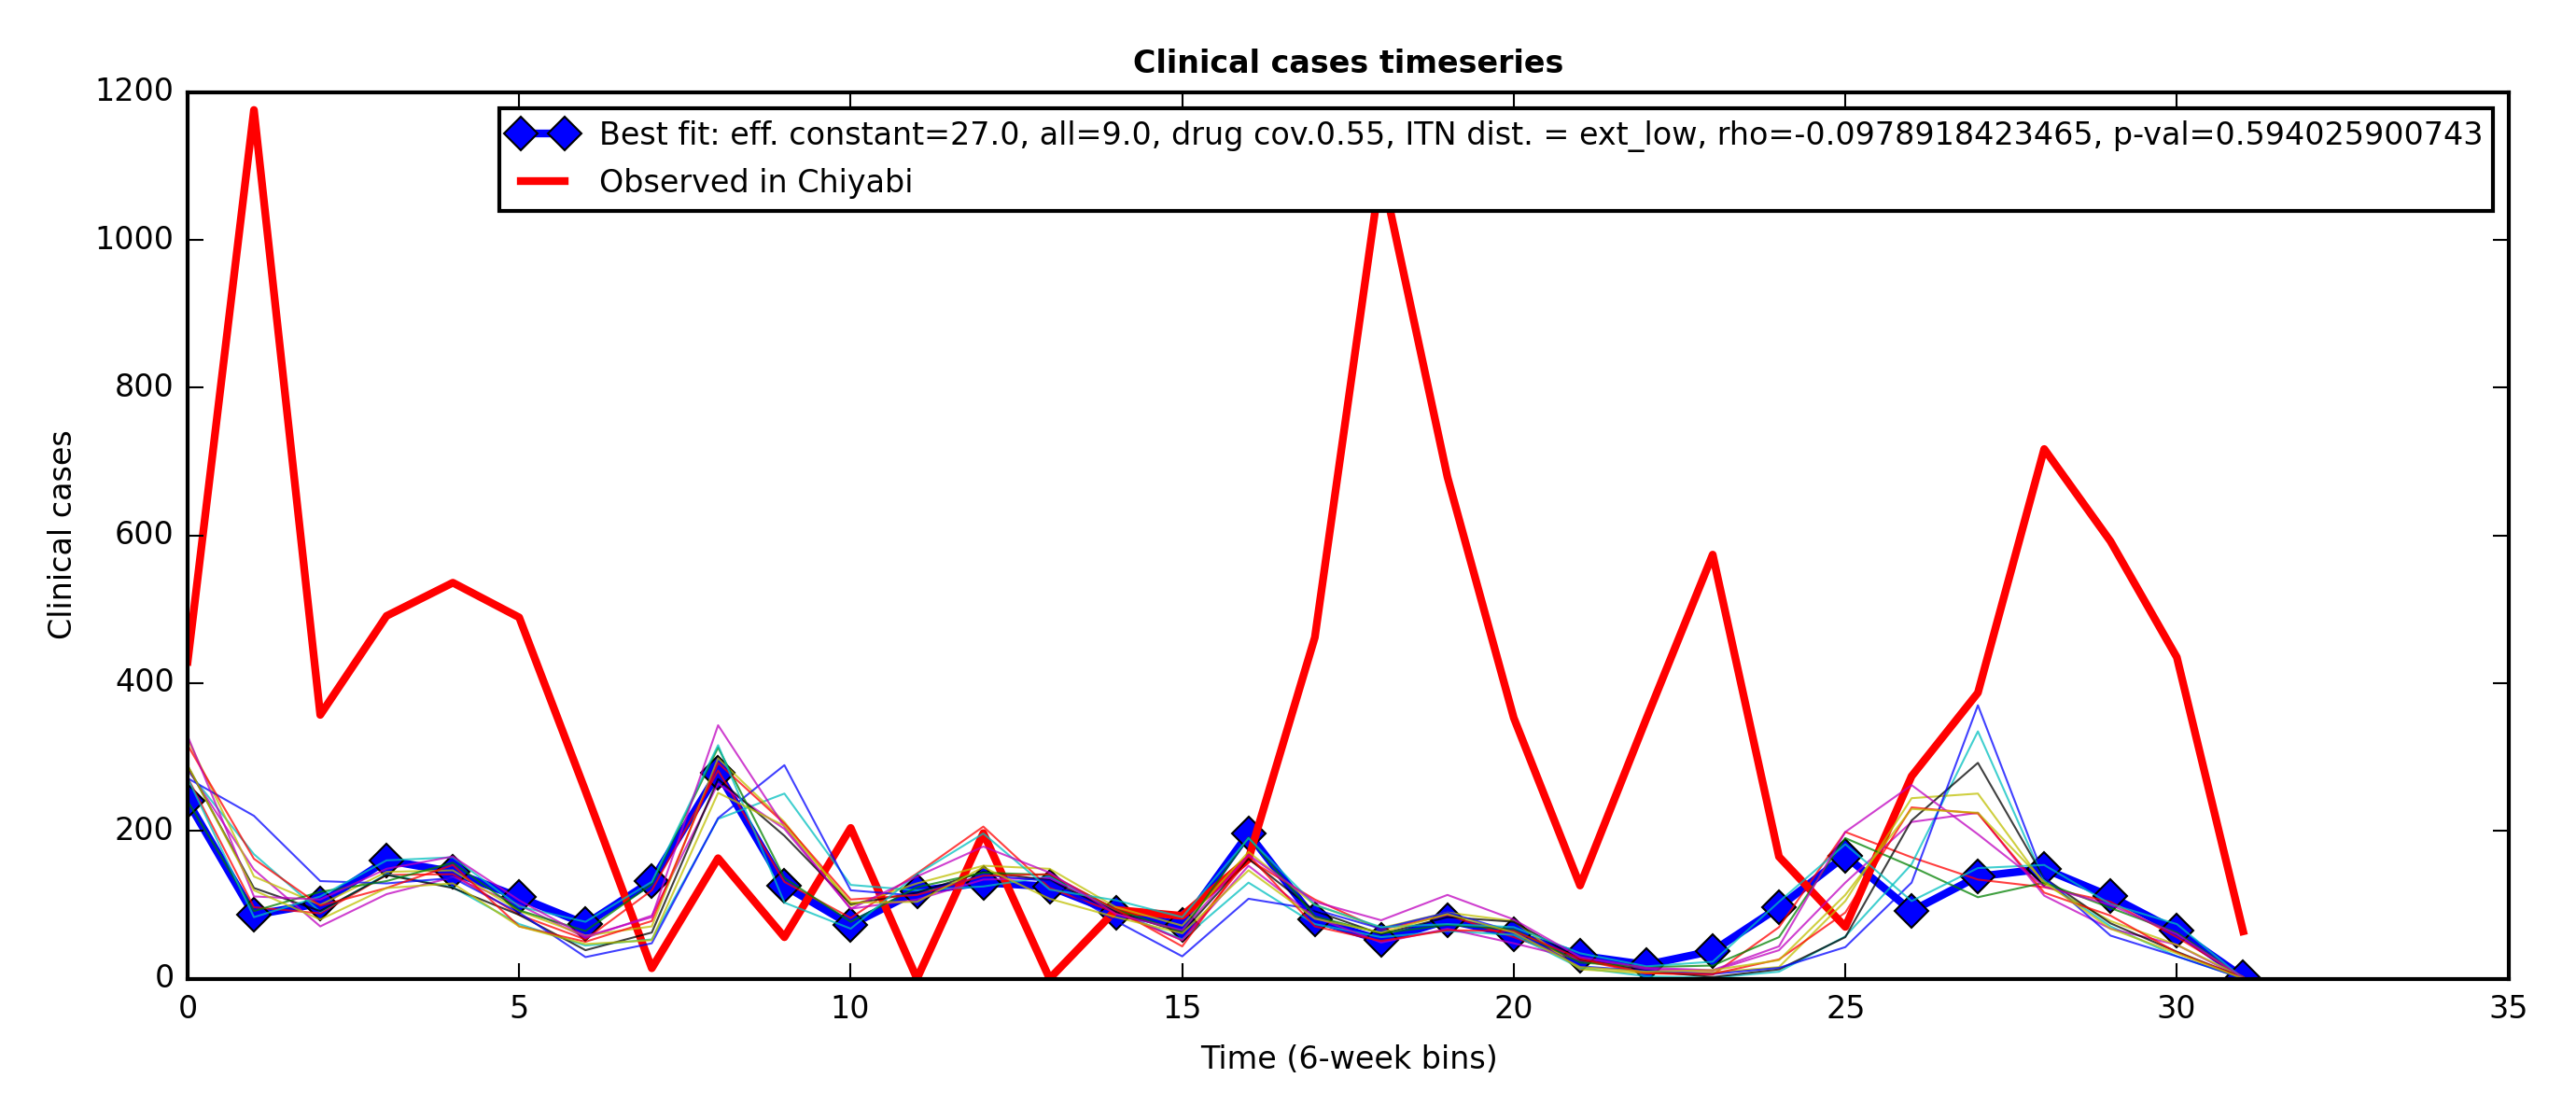 Clinical cases timeseries
1200
1000
800
600
400
200
0
Clinical cases
Best fit: eff. constant=27.0, all=9.0, drug cov.0.55, ITN dist. = ext_low, rho=-0.0978918423465, p-val=0.594025900743
Observed in Chiyabi
0 5 10 15 20 25 30 35
Time (6-week bins)